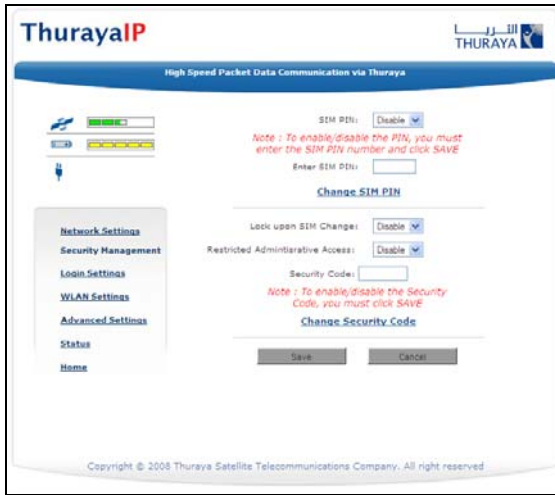 ThurayaIP
الثريا
THURAYA
High Speed Packet Data Communication via Thuraya
SIM PIN: Disable
Note : To enable/disable the PIN, you must
enter the SIM PIN number and click SAVE
Enter SIM PIN:
Change SIM PIN
Network Settings
Security Management
Login Settings
WLAN Settings
Advanced Settings
Status
Home
Lock upon SIM Change: Disable
Restricted Admintiarative Access: Disable
Security Code:
Note : To enable/disable the Security
Code, you must click SAVE
Change Security Code
Save Cancel
Copyright © 2008 Thuraya Satellite Telecommunications Company. All right reserved